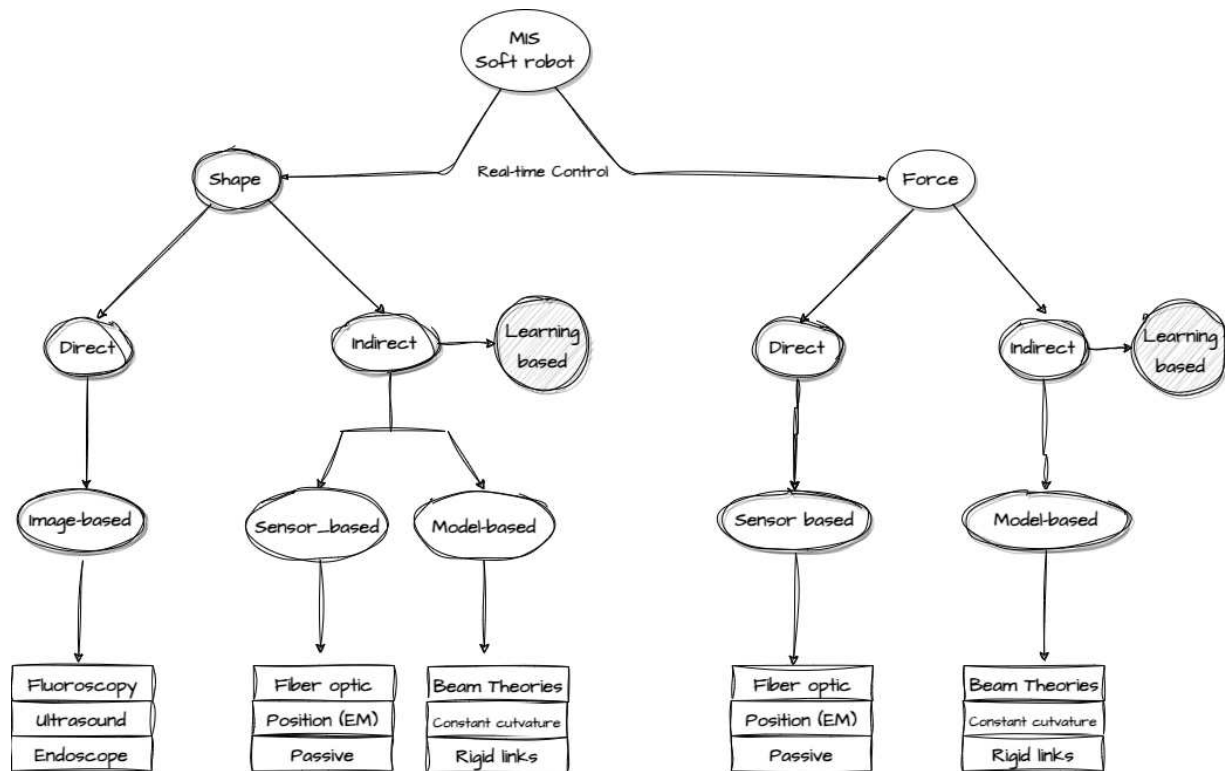 MIS
Soft robot
Real-time Control
Shape
Force
Direct
Indirect
Learning
based
Direct
Indirect
Learning
based
Image-based
Sensor_based
Model-based
Sensor based
Model-based
Fluoroscopy
Ultrasound
Endoscope
Fiber optic
Position (EM)
Passive
Beam Theories
Constant cutvature
Rigid links
Fiber optic
Position (EM)
Passive
Beam Theories
Constant cutvature
Rigid links